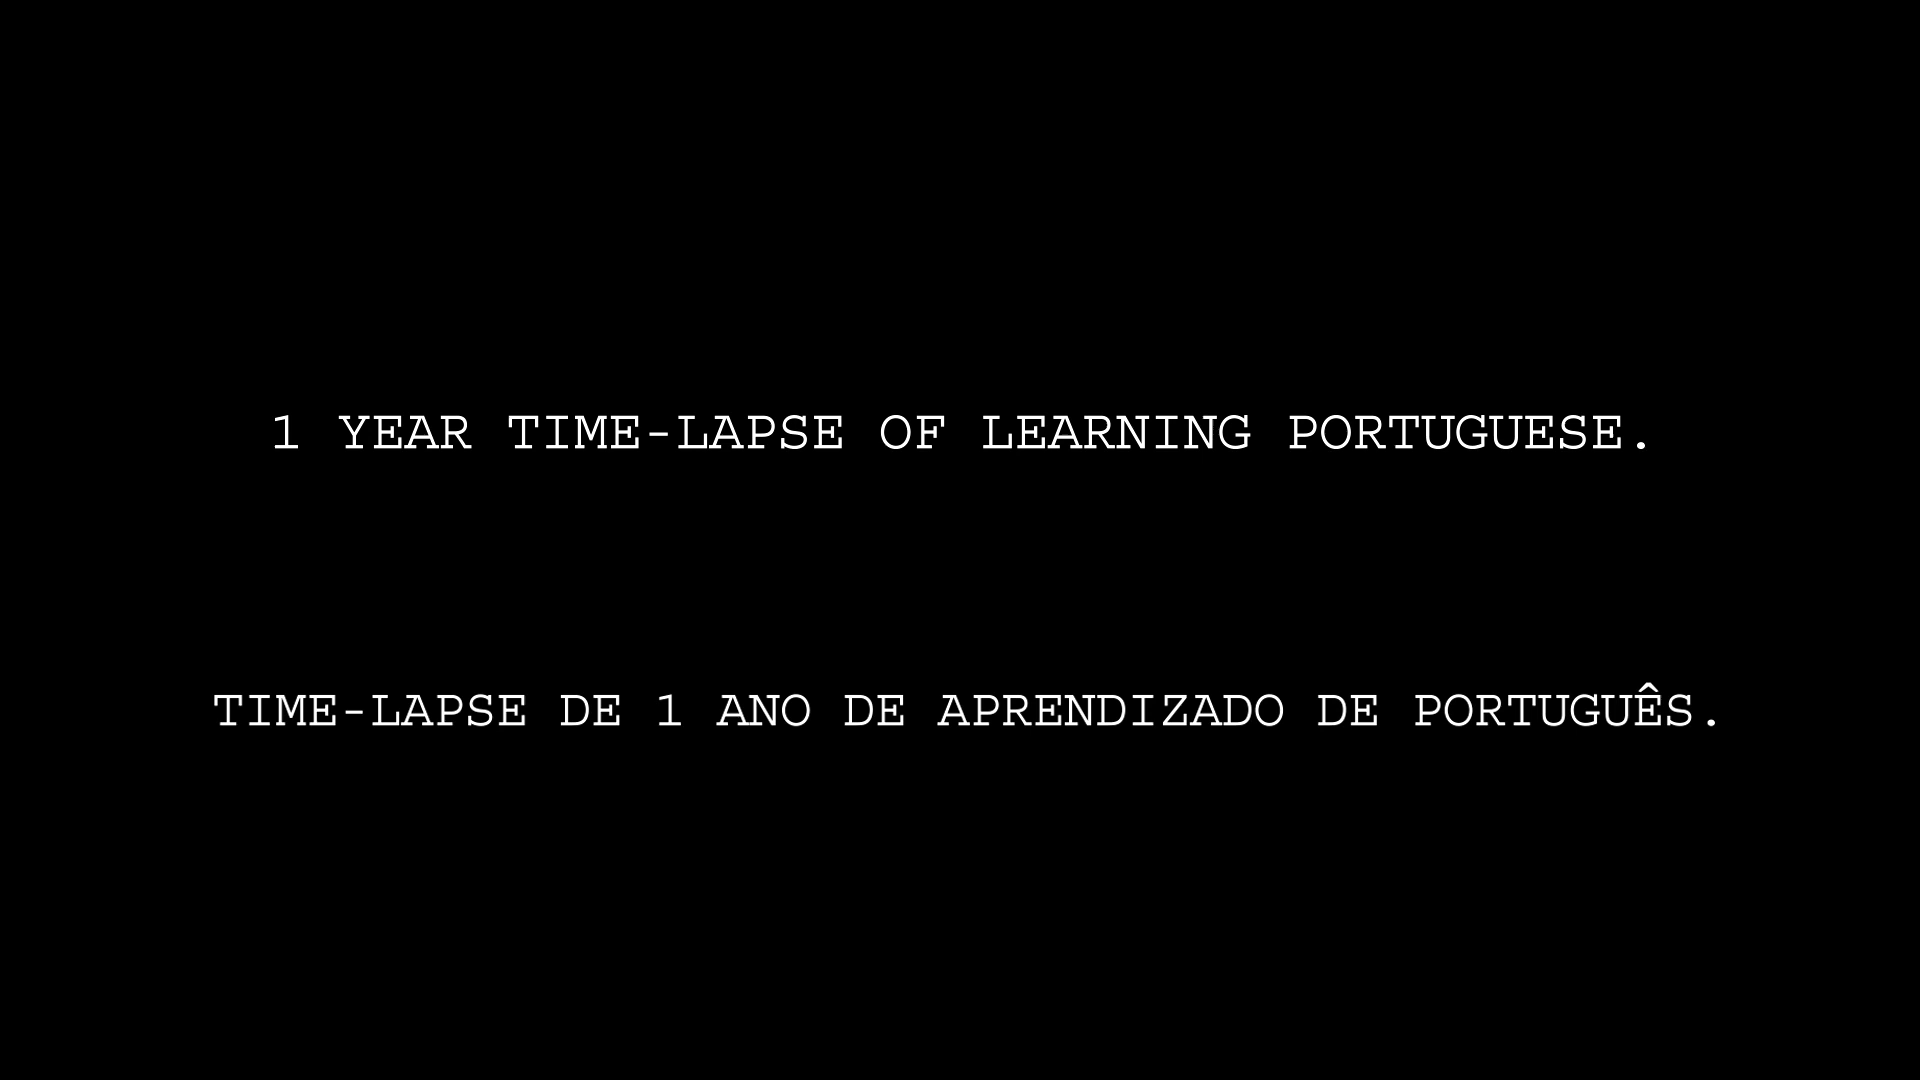 1 YEAR TIME-LAPSE OF LEARNING PORTUGUESE.
TIME-LAPSE DE 1 ANO DE APRENDIZADO DE PORTUGUÊS.